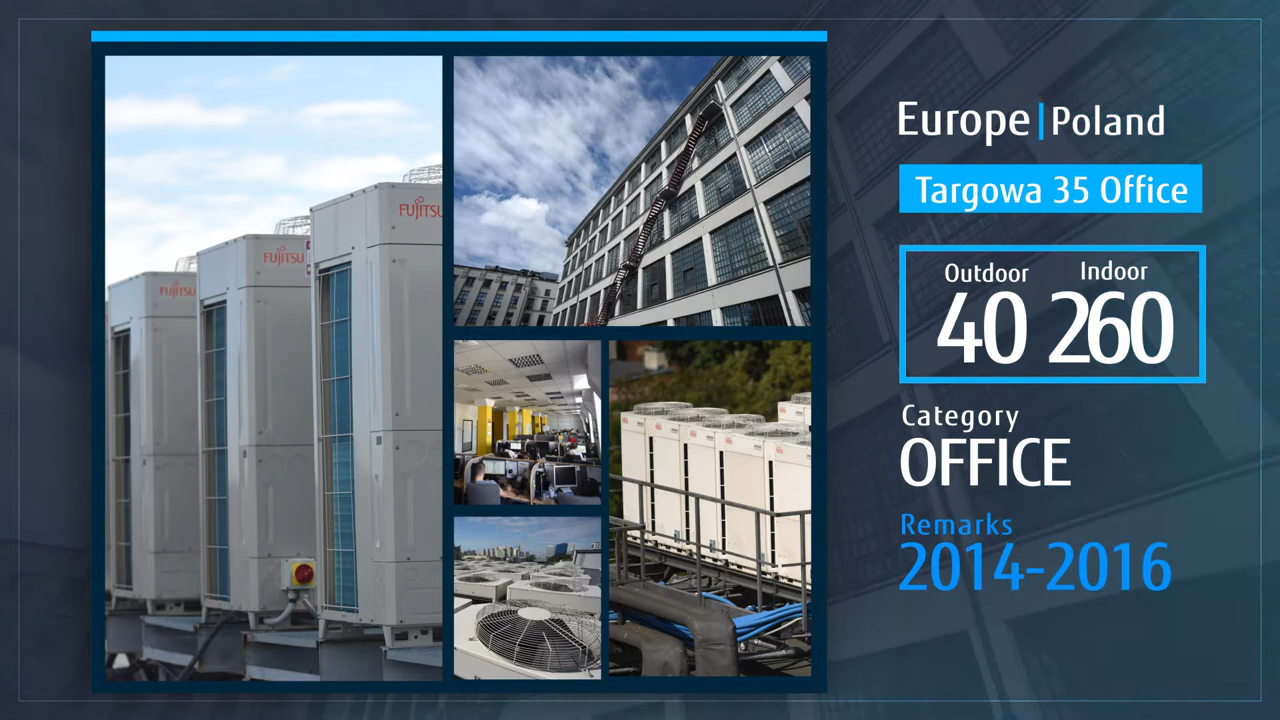 FUJITSU
FUJITSU
FUJITSU
Europe|Poland
Targowa 35 Office
Outdoor Indoor
40 260
Category
OFFICE
Remarks
2014-2016